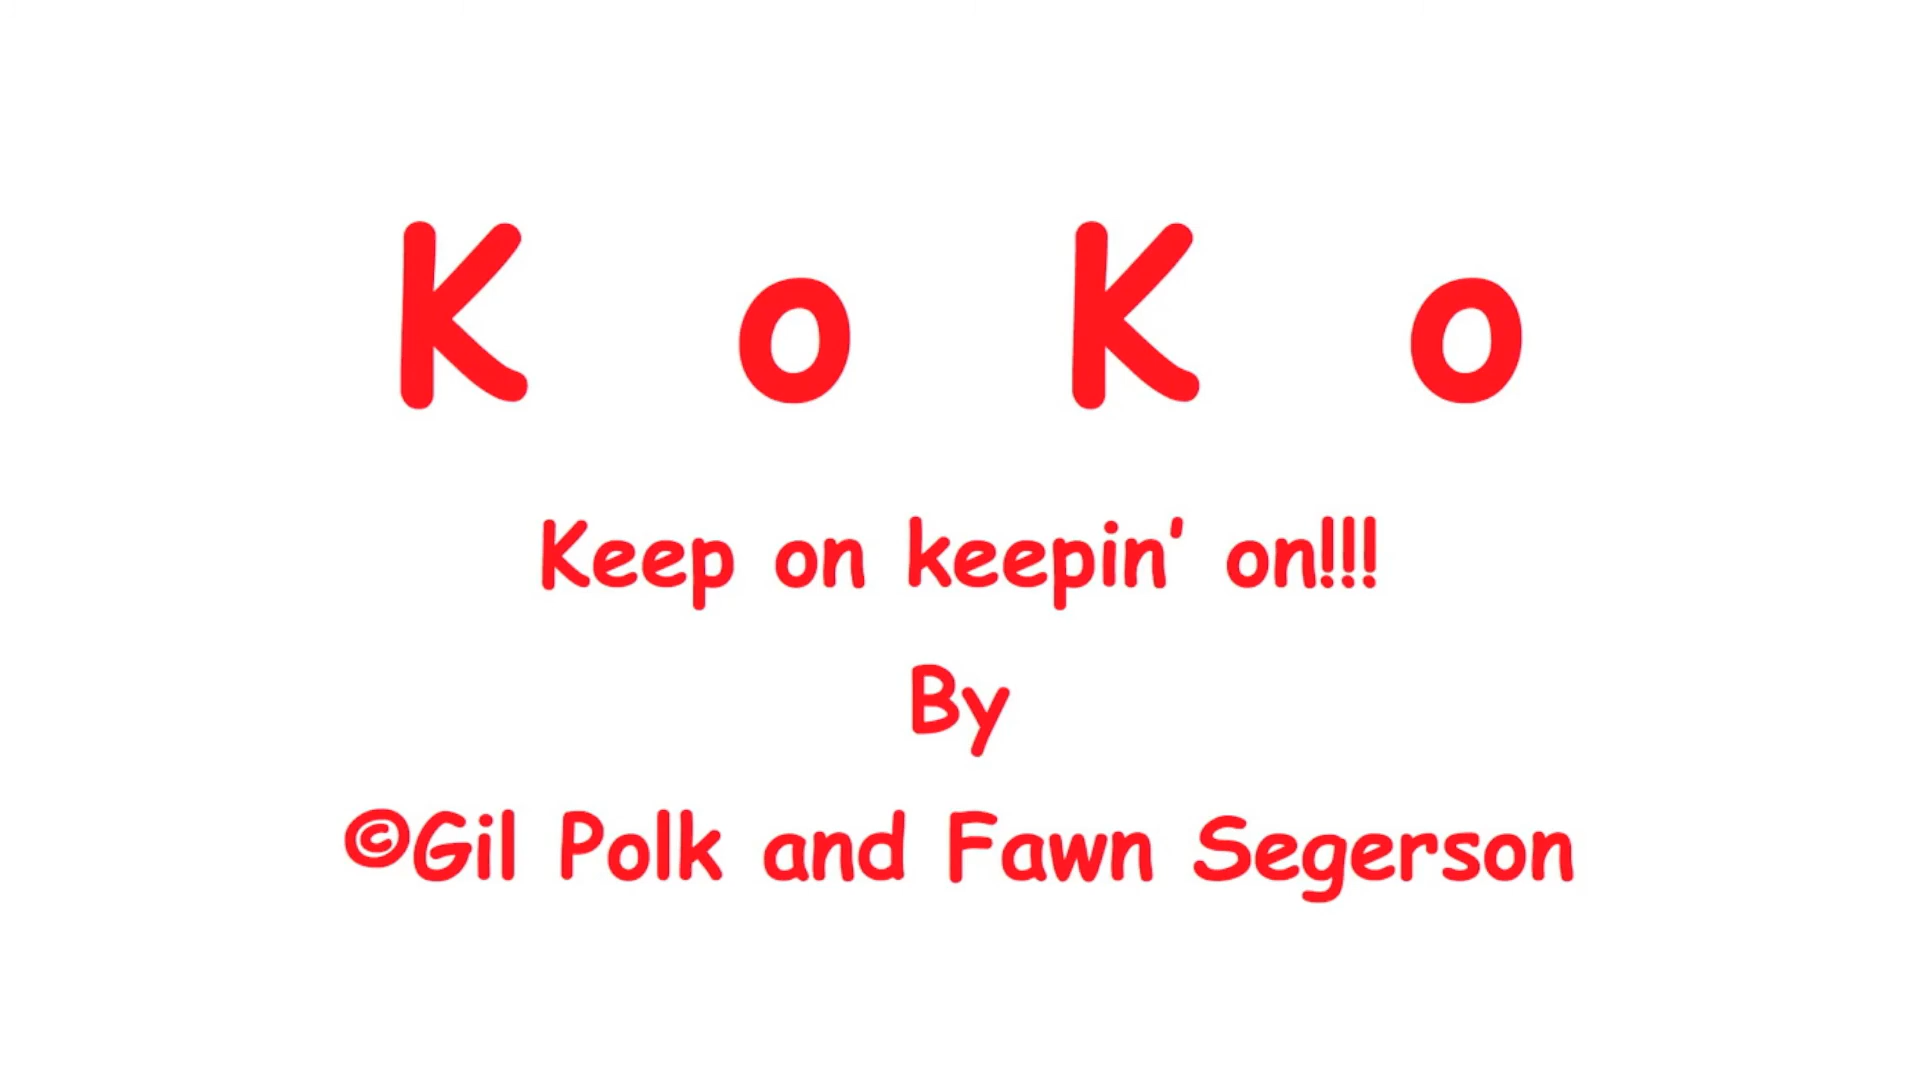 K o K o
Keep on keepin’ on!!!
By
©Gil Polk and Fawn Segerson